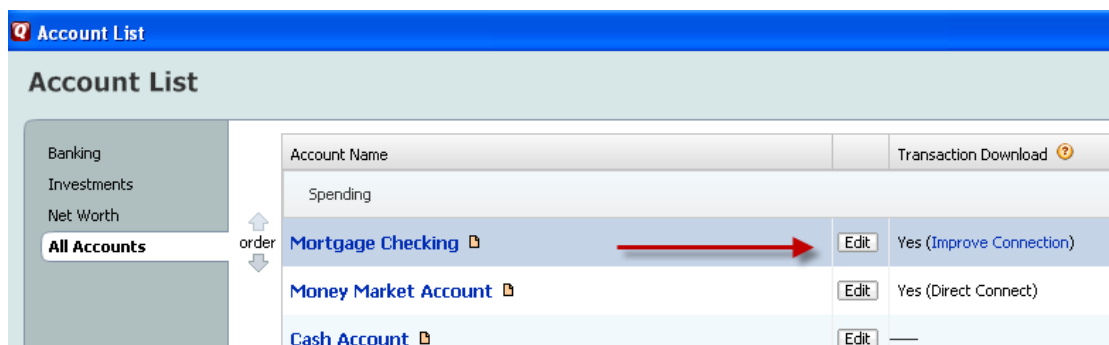 Account List
Account List
Banking
Investments
Net Worth
All Accounts
order
Account Name Transaction Download ?
Spending
Mortgage Checking Edit Yes (Improve Connection)
Money Market Account Edit Yes (Direct Connect)
Cash Account Edit —